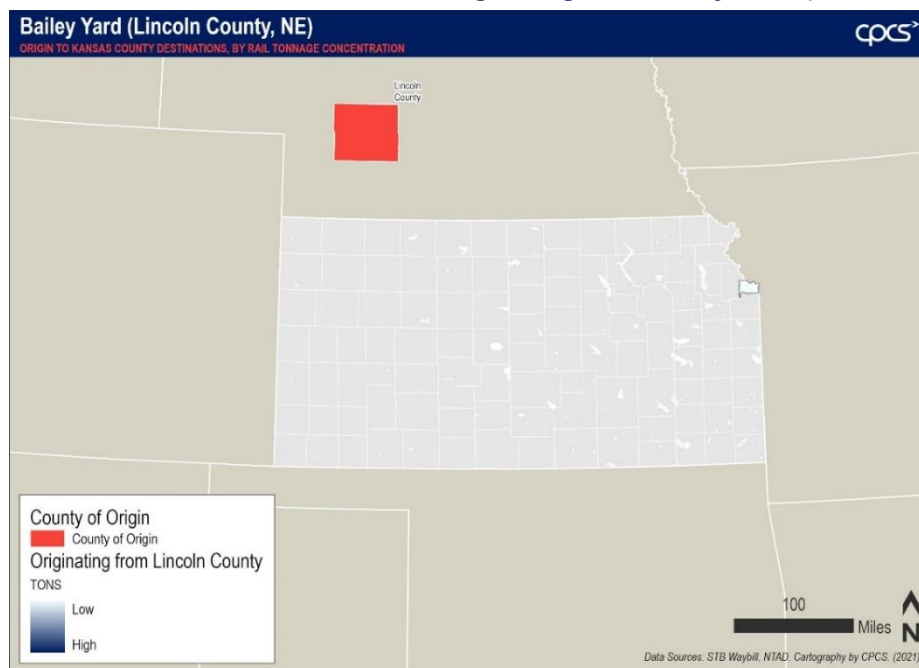 Bailey Yard (Lincoln County, NE)
ORIGIN TO KANSAS COUNTY DESTINATIONS, BY RAIL TONNAGE CONCENTRATION
cpcs
Lincoln
County
County of Origin
County of Origin
Originating from Lincoln County
TONS
Low
High
100
Miles
N
Data Sources: STB Waybill, NTAD. Cartography by CPCS. (2021)